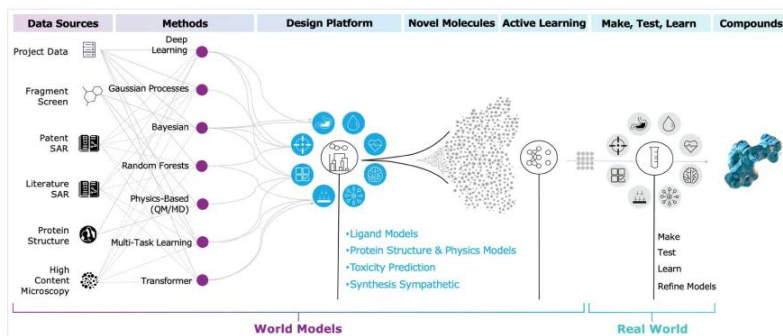 Data Sources
Methods
Design Platform
Novel Molecules
Active Learning
Make, Test, Learn
Compounds
Project Data
Fragment
Screen
Patent
SAR
Literature
SAR
Protein
Structure
High
Content
Microscopy
Deep
Learning
Gaussian Processes
Bayesian
Random Forests
Physics-Based
(QM/MD)
Multi-Task Learning
Transformer
•Ligand Models
•Protein Structure & Physics Models
•Toxicity Prediction
•Synthesis Sympathetic
Make
Test
Learn
Refine Models
World Models
Real World